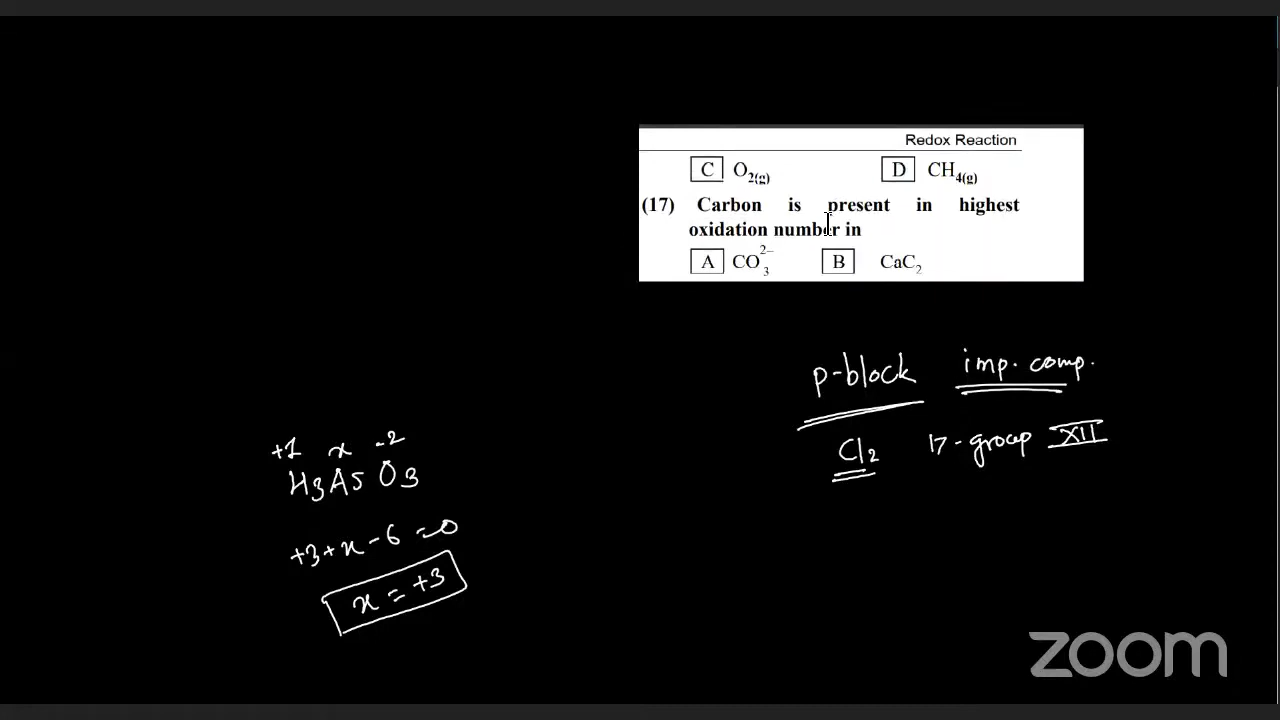 Redox Reaction
C O2(g) D CH4(g)
(17) Carbon is present in highest
oxidation number in
A CO3^2− B CaC2
p-block imp. comp.
Cl2 17-group XII
+1 x -2
H3AsO3
+3+x-6=0
x=+3
zoom